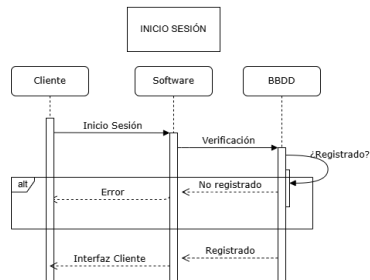 INICIO SESIÓN
Cliente
Software
BBDD
Inicio Sesión
Verificación
¿Registrado?
alt
No registrado
Error
Registrado
Interfaz Cliente